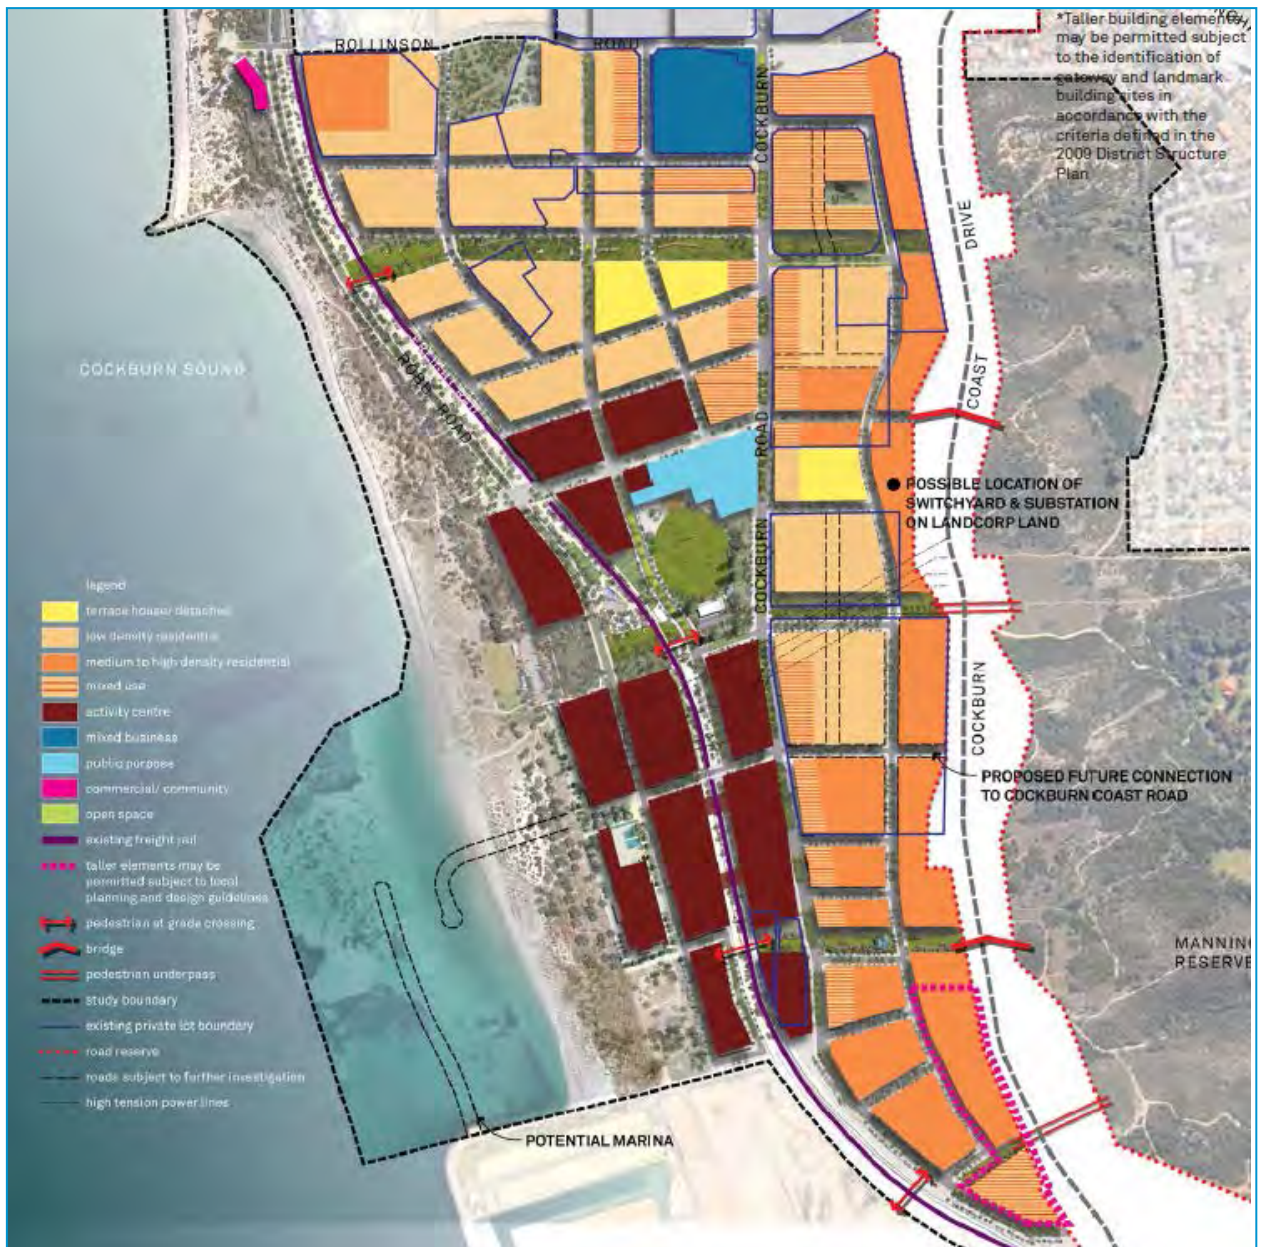 ROLLINSON
ROAD
*Taller building elements
may be permitted subject
to the identification of
gateway and landmark
building sites in
accordance with the
criteria defined in the
2009 District Structure
Plan
COCKBURN
DRIVE
COCKBURN SOUND
ROBB ROAD
COAST
ROAD
POSSIBLE LOCATION OF
SWITCHYARD & SUBSTATION
ON LANDCORP LAND
COCKBURN
legend
terrace house/ detached
low density residential
medium to high density residential
mixed use
activity centre
mixed business
public purpose
commercial/ community
open space
existing freight rail
taller elements may be
permitted subject to local
planning and design guidelines
pedestrian at grade crossing
bridge
pedestrian underpass
study boundary
existing private lot boundary
road reserve
roads subject to further investigation
high tension power lines
COCKBURN
PROPOSED FUTURE CONNECTION
TO COCKBURN COAST ROAD
MANNING
RESERVE
POTENTIAL MARINA